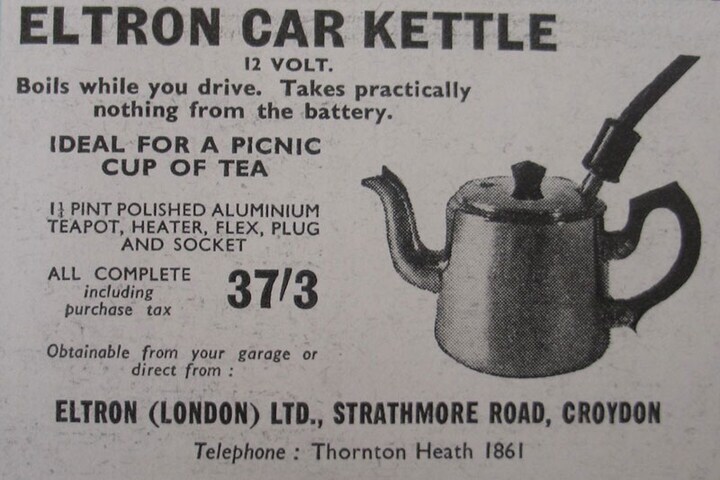 ELTRON CAR KETTLE
12 VOLT.
Boils while you drive. Takes practically
nothing from the battery.
IDEAL FOR A PICNIC
CUP OF TEA
1½ PINT POLISHED ALUMINIUM
TEAPOT, HEATER, FLEX, PLUG
AND SOCKET
ALL COMPLETE
including
purchase tax
37/3
Obtainable from your garage or
direct from :
ELTRON (LONDON) LTD., STRATHMORE ROAD, CROYDON
Telephone : Thornton Heath 1861